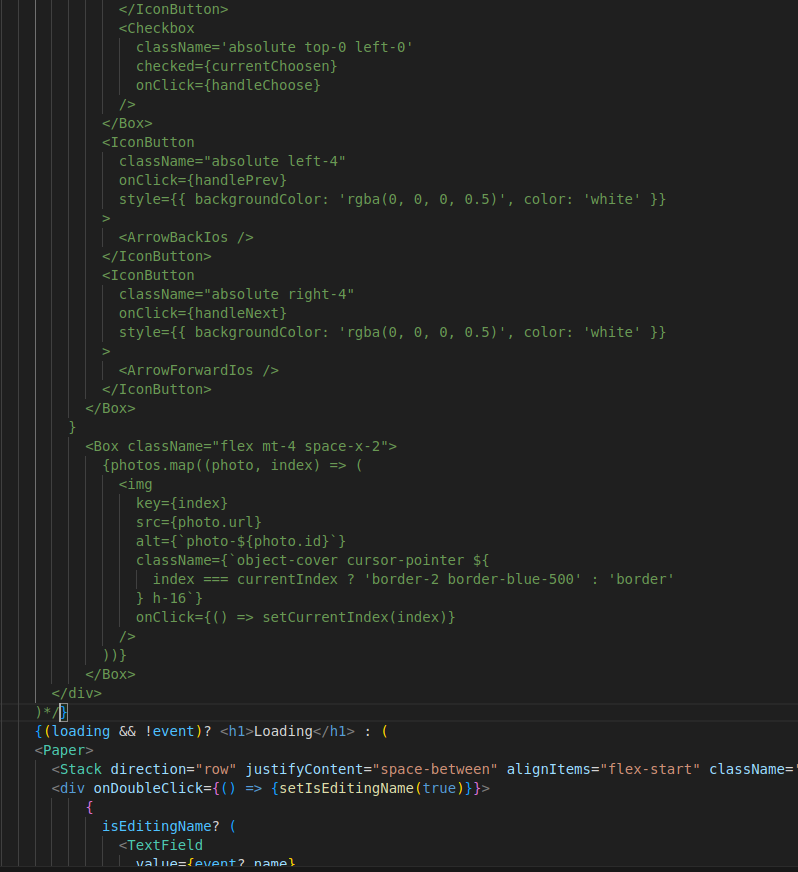 </IconButton>
<Checkbox
className='absolute top-0 left-0'
checked={currentChoosen}
onClick={handleChoose}
/>
</Box>
<IconButton
className="absolute left-4"
onClick={handlePrev}
style={{ backgroundColor: 'rgba(0, 0, 0, 0.5)', color: 'white' }}
>
<ArrowBackIos />
</IconButton>
<IconButton
className="absolute right-4"
onClick={handleNext}
style={{ backgroundColor: 'rgba(0, 0, 0, 0.5)', color: 'white' }}
>
<ArrowForwardIos />
</IconButton>
</Box>
}
<Box className="flex mt-4 space-x-2">
{photos.map((photo, index) => (
<img
key={index}
src={photo.url}
alt={`photo-${photo.id}`}
className={`object-cover cursor-pointer ${
index === currentIndex ? 'border-2 border-blue-500' : 'border'
} h-16`}
onClick={() => setCurrentIndex(index)}
/>
))}
</Box>
</div>
)*/}
{(loading && !event)? <h1>Loading</h1> : (
<Paper>
<Stack direction="row" justifyContent="space-between" alignItems="flex-start" className='
<div onDoubleClick={() => {setIsEditingName(true)}}>
{
isEditingName? (
<TextField
value={event?.name}